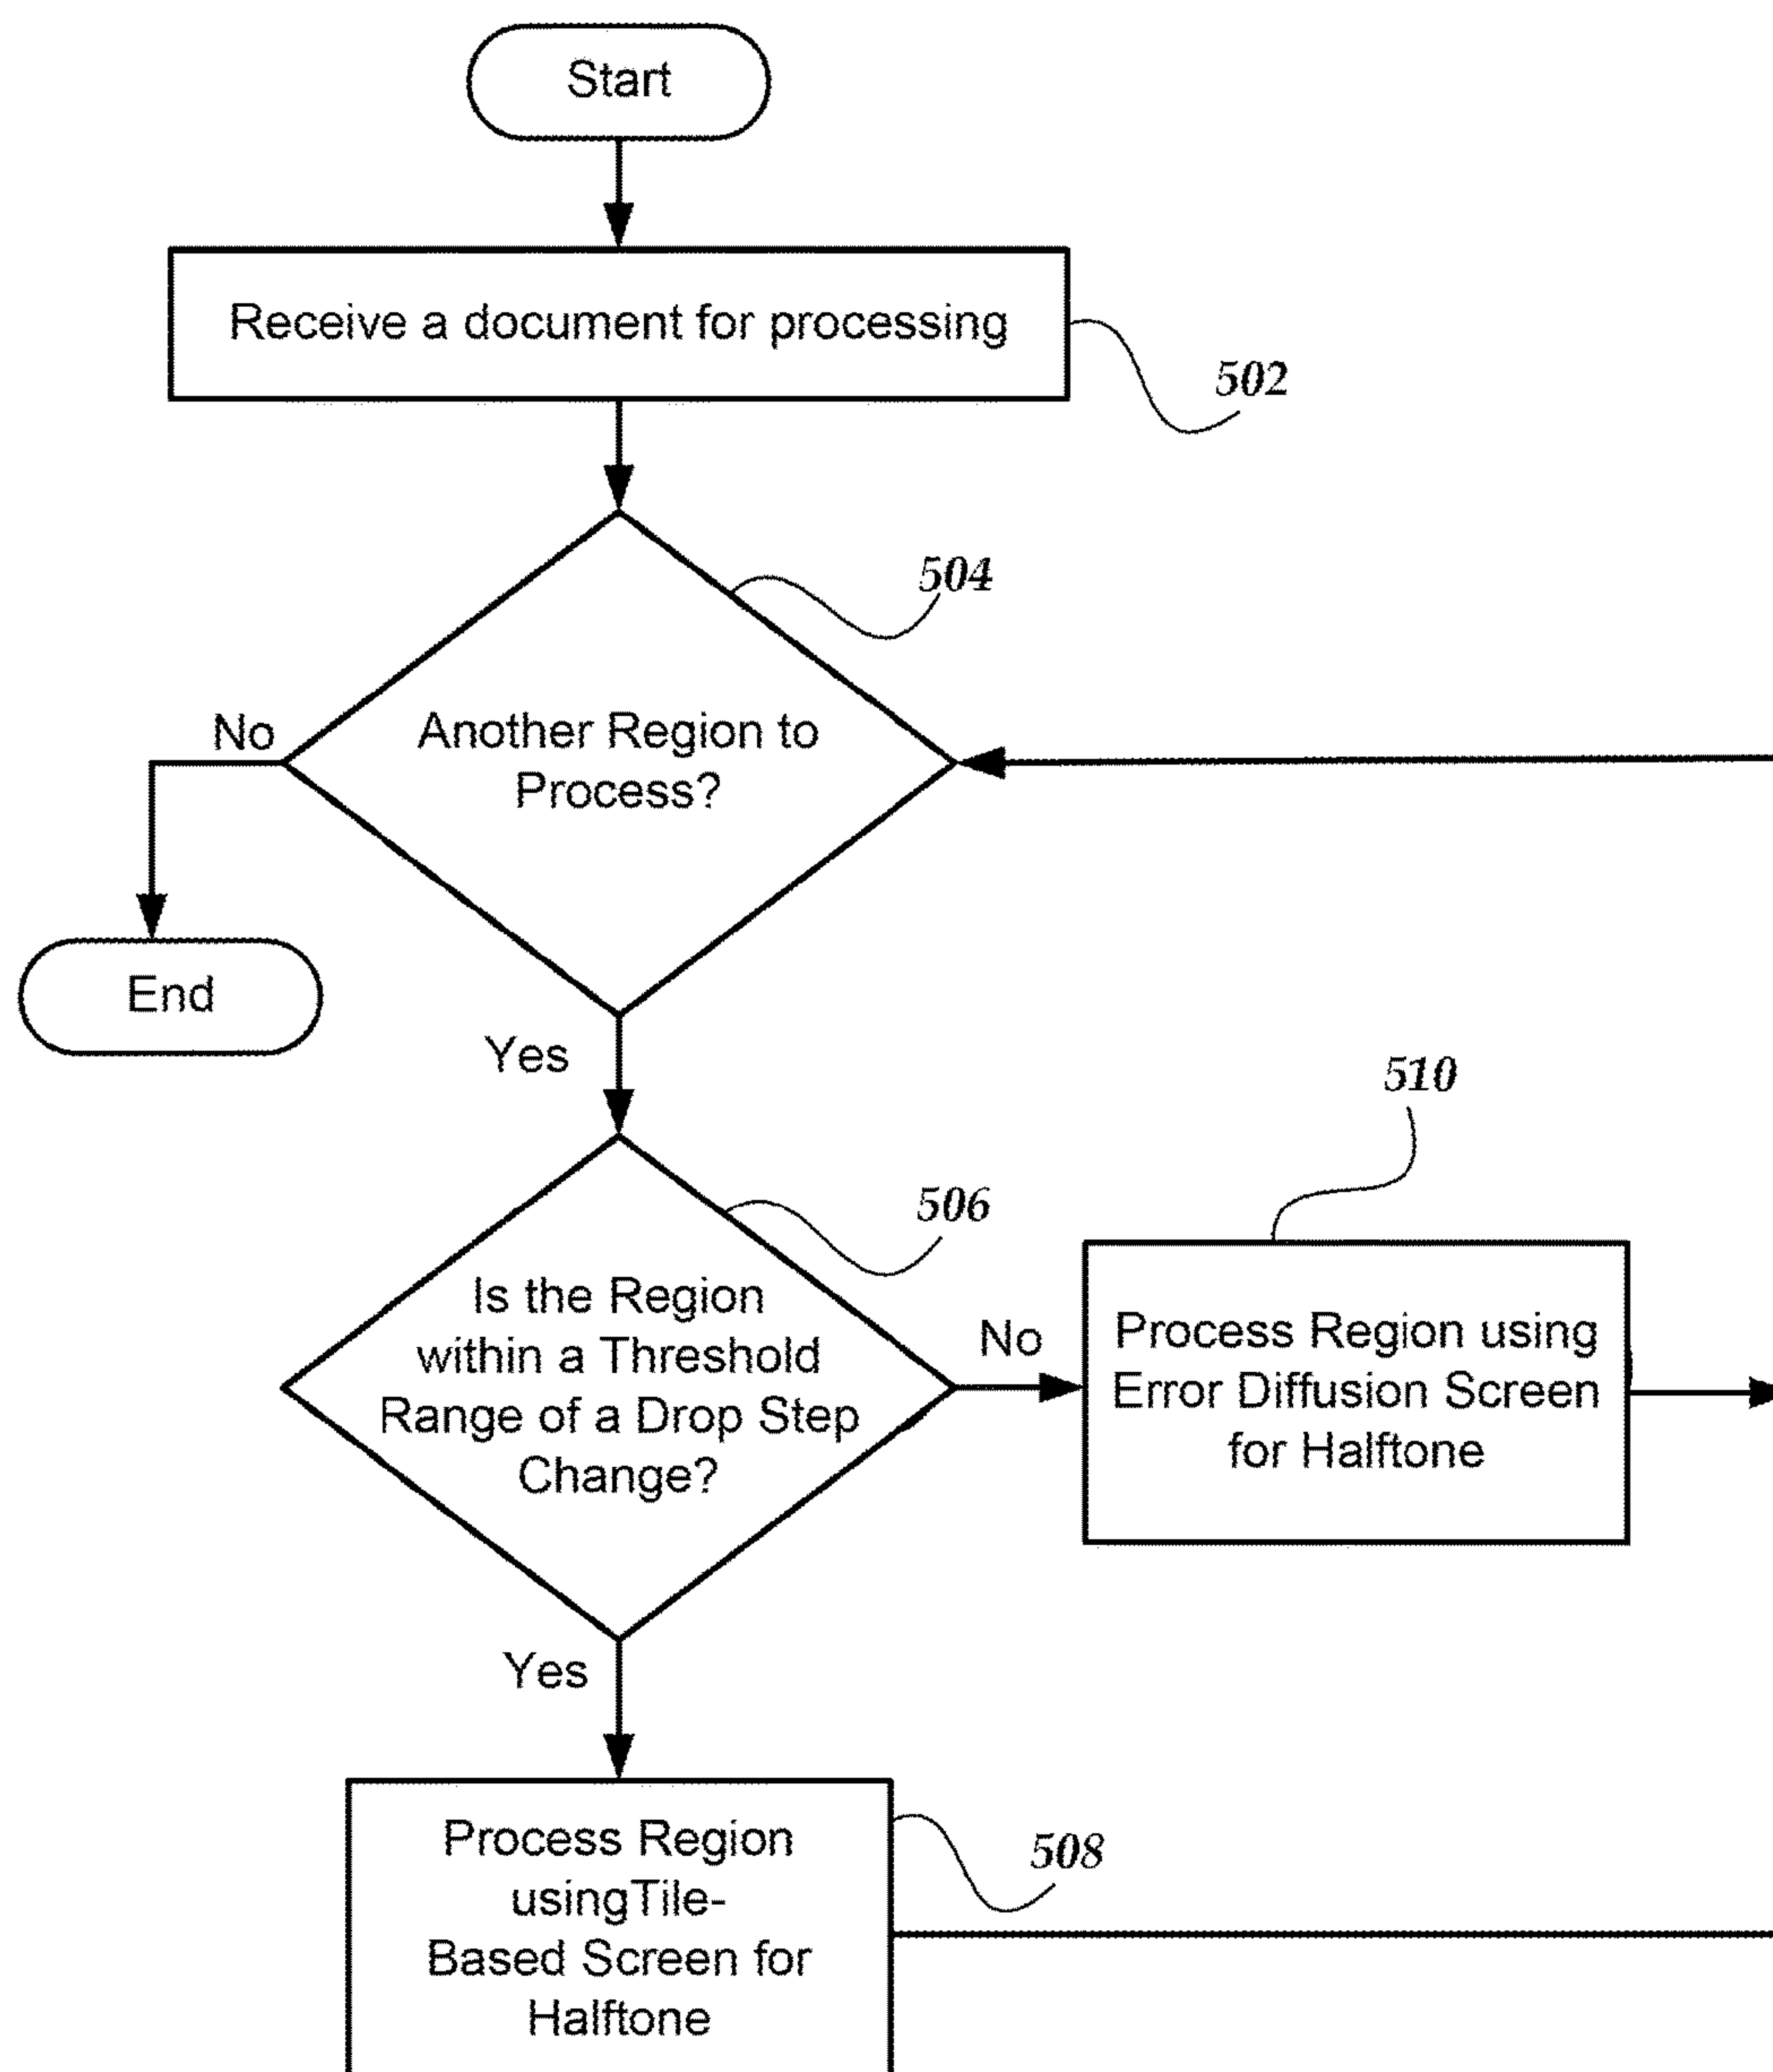 Start
Receive a document for processing
502
504
Another Region to
Process?
No
End
Yes
510
506
Is the Region
within a Threshold
Range of a Drop Step
Change?
No
Process Region using
Error Diffusion Screen
for Halftone
Yes
Process Region
usingTile-
Based Screen for
Halftone
508